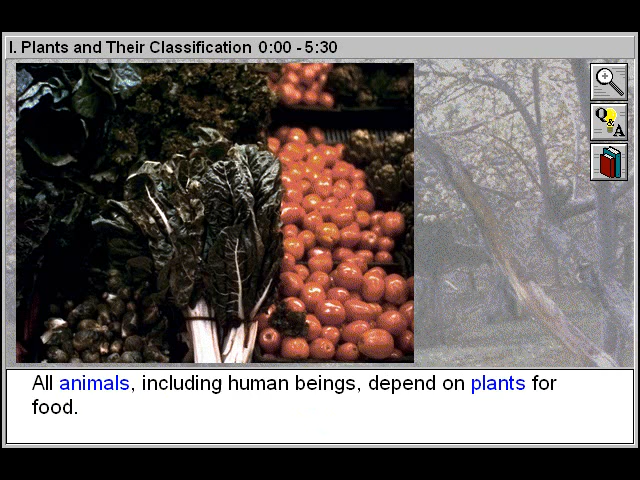 I. Plants and Their Classification 0:00 - 5:30
Q&A
All animals, including human beings, depend on plants for
food.